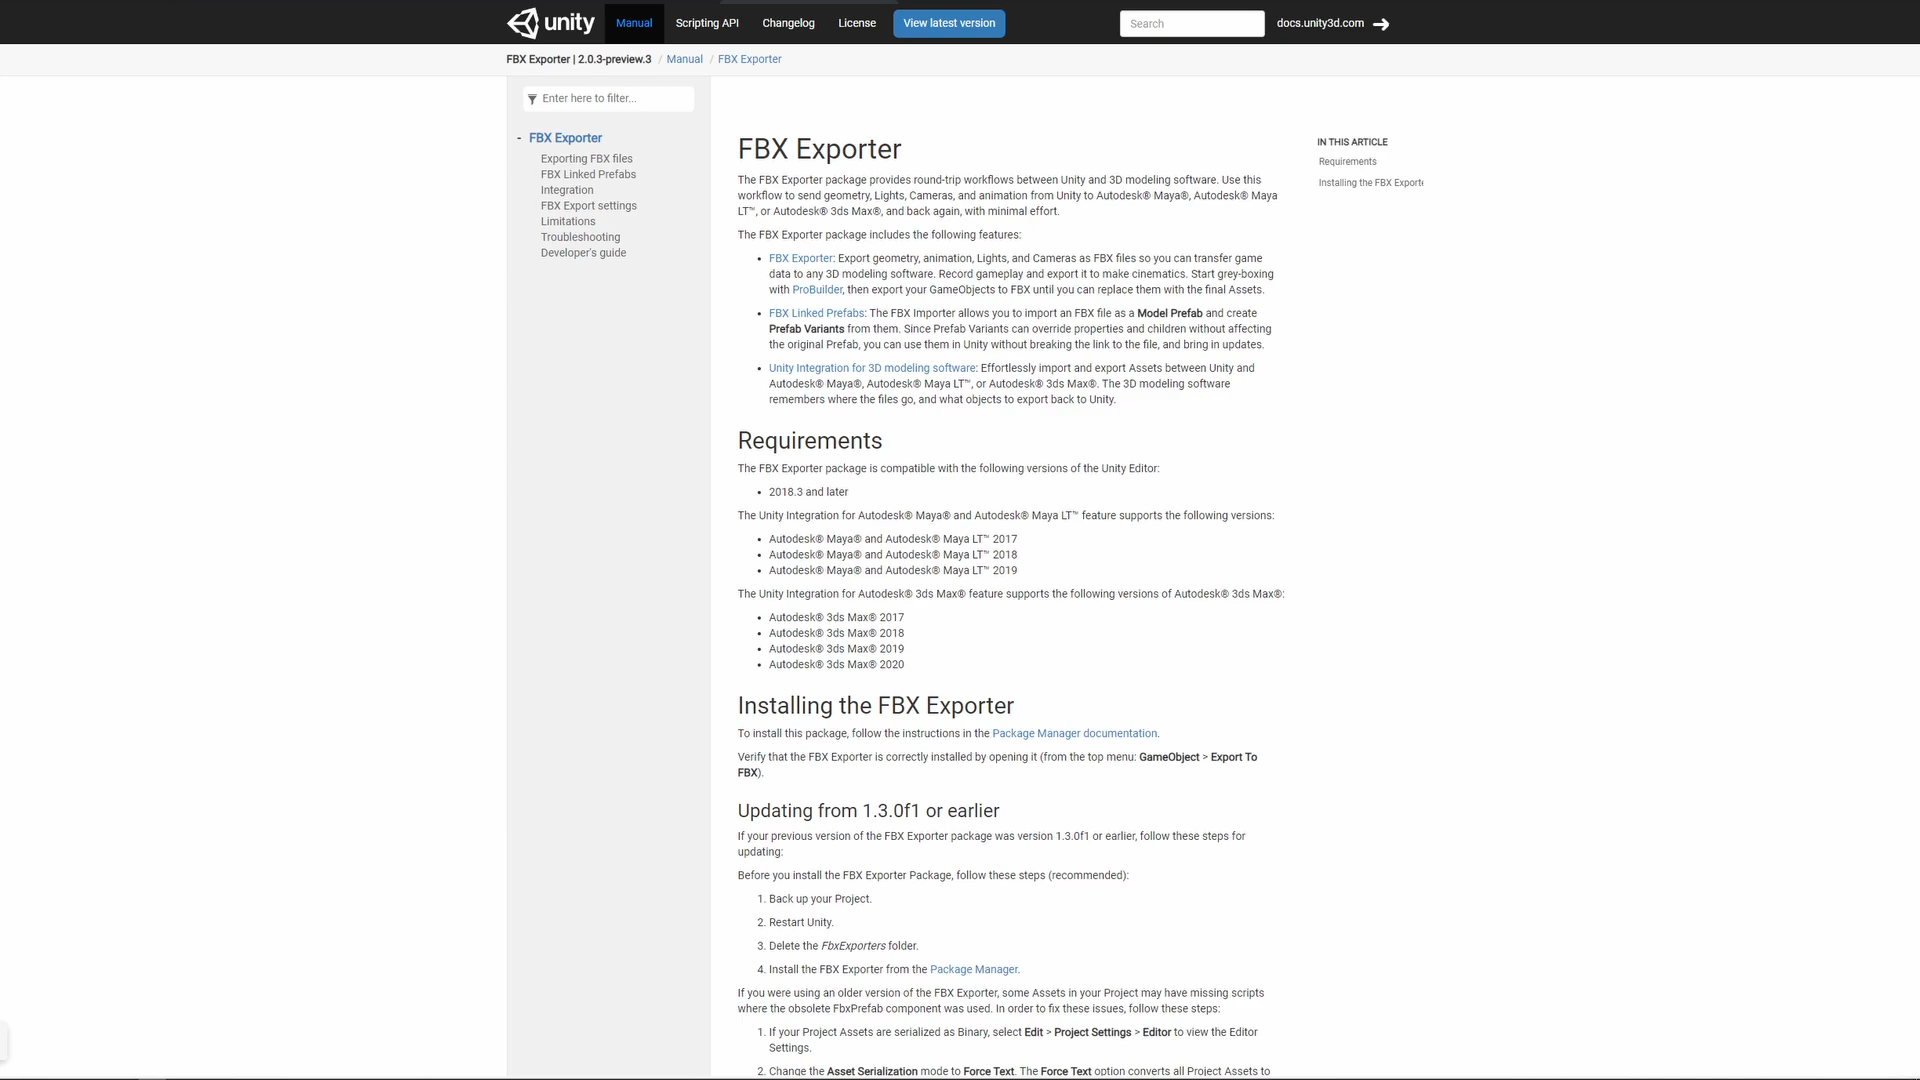 unity
Manual
Scripting API
Changelog
License
View latest version
Search
docs.unity3d.com
FBX Exporter | 2.0.3-preview.3 / Manual / FBX Exporter
Enter here to filter...
- FBX Exporter
Exporting FBX files
FBX Linked Prefabs
Integration
FBX Export settings
Limitations
Troubleshooting
Developer's guide
FBX Exporter
The FBX Exporter package provides round-trip workflows between Unity and 3D modeling software. Use this
workflow to send geometry, Lights, Cameras, and animation from Unity to Autodesk® Maya®, Autodesk® Maya
LT™, or Autodesk® 3ds Max®, and back again, with minimal effort.
The FBX Exporter package includes the following features:
• FBX Exporter: Export geometry, animation, Lights, and Cameras as FBX files so you can transfer game
data to any 3D modeling software. Record gameplay and export it to make cinematics. Start grey-boxing
with ProBuilder, then export your GameObjects to FBX until you can replace them with the final Assets.
• FBX Linked Prefabs: The FBX Importer allows you to import an FBX file as a Model Prefab and create
Prefab Variants from them. Since Prefab Variants can override properties and children without affecting
the original Prefab, you can use them in Unity without breaking the link to the file, and bring in updates.
• Unity Integration for 3D modeling software: Effortlessly import and export Assets between Unity and
Autodesk® Maya®, Autodesk® Maya LT™, or Autodesk® 3ds Max®. The 3D modeling software
remembers where the files go, and what objects to export back to Unity.
Requirements
The FBX Exporter package is compatible with the following versions of the Unity Editor:
• 2018.3 and later
The Unity Integration for Autodesk® Maya® and Autodesk® Maya LT™ feature supports the following versions:
• Autodesk® Maya® and Autodesk® Maya LT™ 2017
• Autodesk® Maya® and Autodesk® Maya LT™ 2018
• Autodesk® Maya® and Autodesk® Maya LT™ 2019
The Unity Integration for Autodesk® 3ds Max® feature supports the following versions of Autodesk® 3ds Max®:
• Autodesk® 3ds Max® 2017
• Autodesk® 3ds Max® 2018
• Autodesk® 3ds Max® 2019
• Autodesk® 3ds Max® 2020
Installing the FBX Exporter
To install this package, follow the instructions in the Package Manager documentation.
Verify that the FBX Exporter is correctly installed by opening it (from the top menu: GameObject > Export To
FBX).
Updating from 1.3.0f1 or earlier
If your previous version of the FBX Exporter package was version 1.3.0f1 or earlier, follow these steps for
updating:
Before you install the FBX Exporter Package, follow these steps (recommended):
1. Back up your Project.
2. Restart Unity.
3. Delete the FbxExporters folder.
4. Install the FBX Exporter from the Package Manager.
If you were using an older version of the FBX Exporter, some Assets in your Project may have missing scripts
where the obsolete FbxPrefab component was used. In order to fix these issues, follow these steps:
1. If your Project Assets are serialized as Binary, select Edit > Project Settings > Editor to view the Editor
Settings.
2. Change the Asset Serialization mode to Force Text. The Force Text option converts all Project Assets to
IN THIS ARTICLE
Requirements
Installing the FBX Exporte